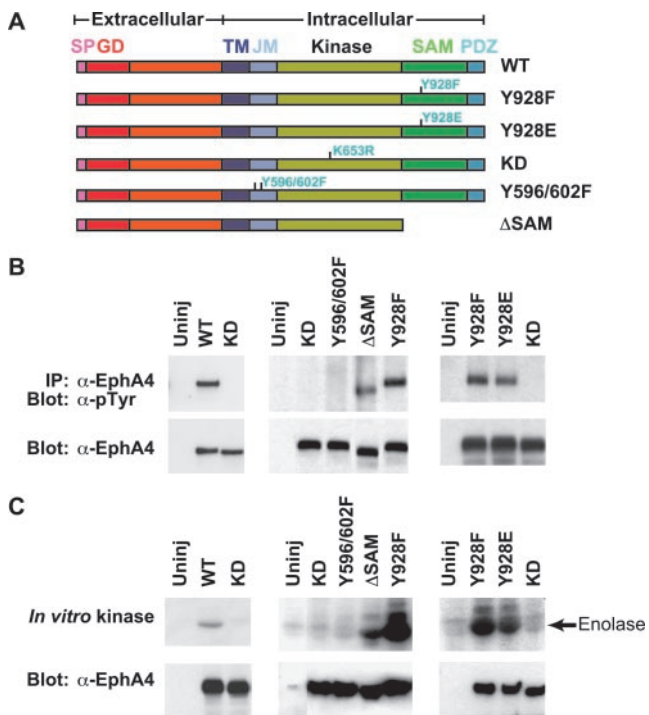 A
Extracellular Intracellular
SP GD TM JM Kinase SAM PDZ
WT
Y928F
Y928F
Y928E
Y928E
K653R
KD
Y596/602F
Y596/602F
ΔSAM
B
Uninj WT KD
Uninj KD Y596/602F ΔSAM Y928F
Uninj Y928F Y928E KD
IP: α-EphA4
Blot: α-pTyr
Blot: α-EphA4
C
Uninj WT KD
Uninj KD Y596/602F ΔSAM Y928F
Uninj Y928F Y928E KD
In vitro kinase
Enolase
Blot: α-EphA4